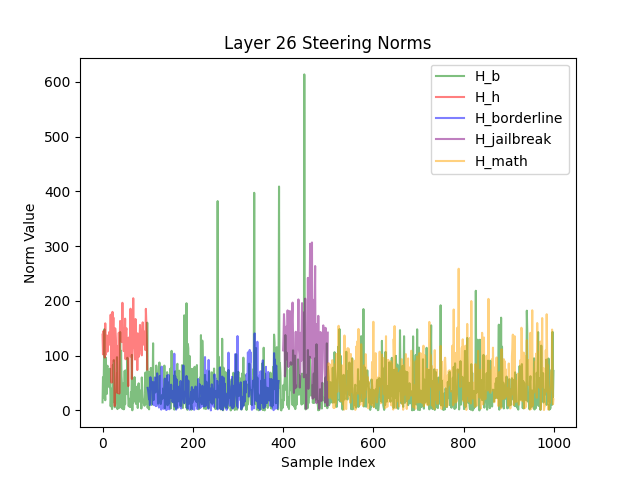 Layer 26 Steering Norms
H_b
H_h
H_borderline
H_jailbreak
H_math
Norm Value
600
500
400
300
200
100
0
0
200
400
600
800
1000
Sample Index